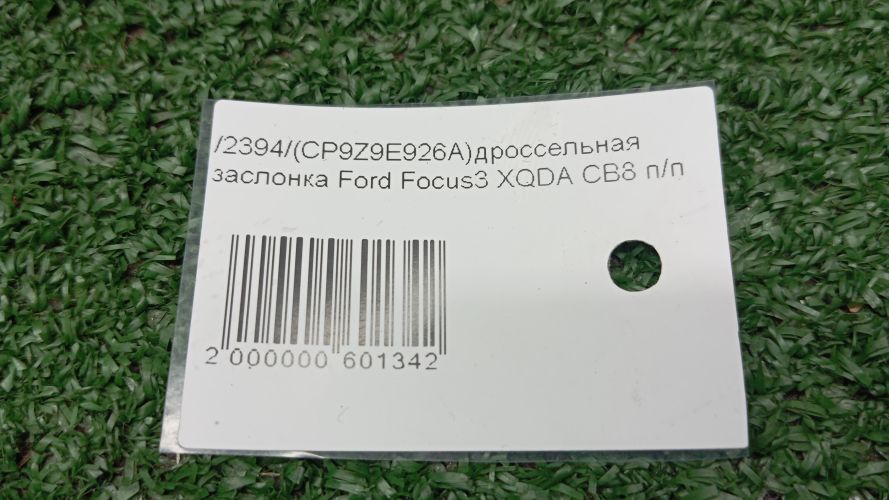 /2394/(CP9Z9E926A)дроссельная
заслонка Ford Focus3 XQDA CB8 п/п
2 000000 601342